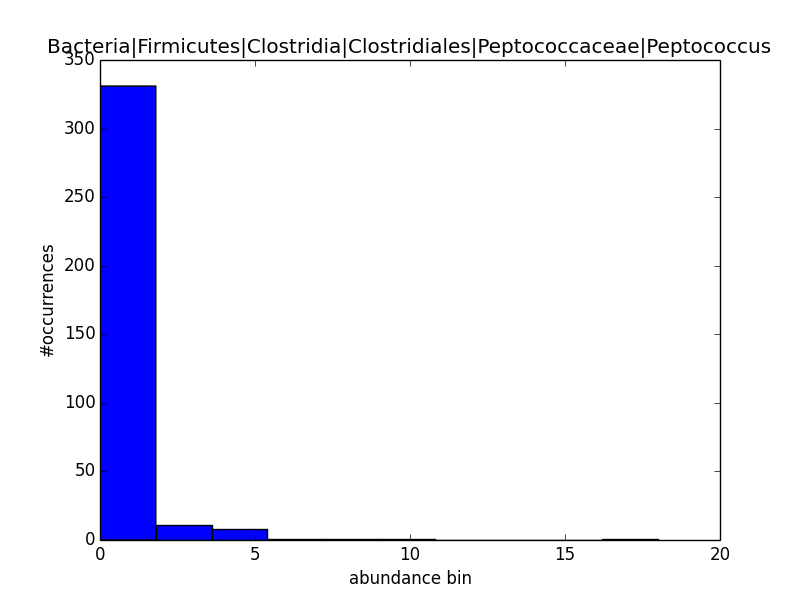 Bacteria|Firmicutes|Clostridia|Clostridiales|Peptococcaceae|Peptococcus
350
300
250
200
150
100
50
0
#occurrences
0 5 10 15 20
abundance bin